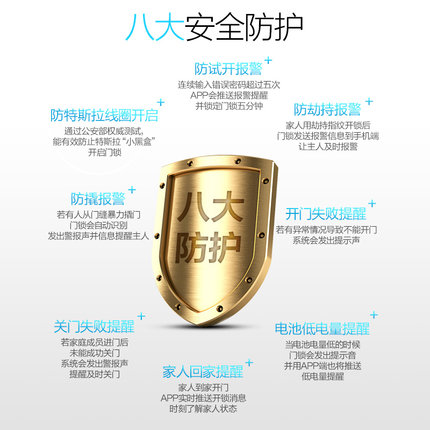 八大安全防护
防试开报警
连续输入错误密码超过五次
APP会推送报警提醒
并锁定门锁五分钟
防特斯拉线圈开启
通过公安部权威测试,
能有效防止特斯拉“小黑盒”
开启门锁
防劫持报警
家人用劫持指纹开锁后
门锁发送报警信息到手机端
让主人及时报警
防撬报警
若有人从门缝暴力撬门
门锁会自动识别
发出警报声并信息提醒主人
八大
防护
开门失败提醒
若有异常情况导致不能开门
系统会发出提示声
关门失败提醒
若家庭成员进门后
未能成功关门
系统会发出警报声
提醒及时关门
电池低电量提醒
当电池电量低的时候
门锁会发出提示音
并用APP端也将推送
低电量提醒
家人回家提醒
家人到家开门
APP实时推送开锁消息
时刻了解家人状态